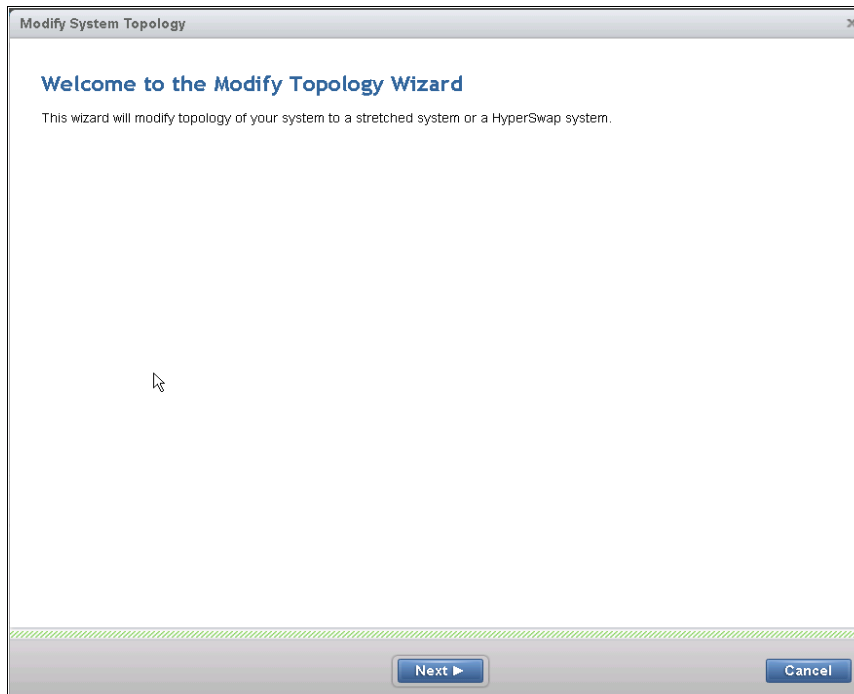 Modify System Topology
Welcome to the Modify Topology Wizard
This wizard will modify topology of your system to a stretched system or a HyperSwap system.
Next
Cancel